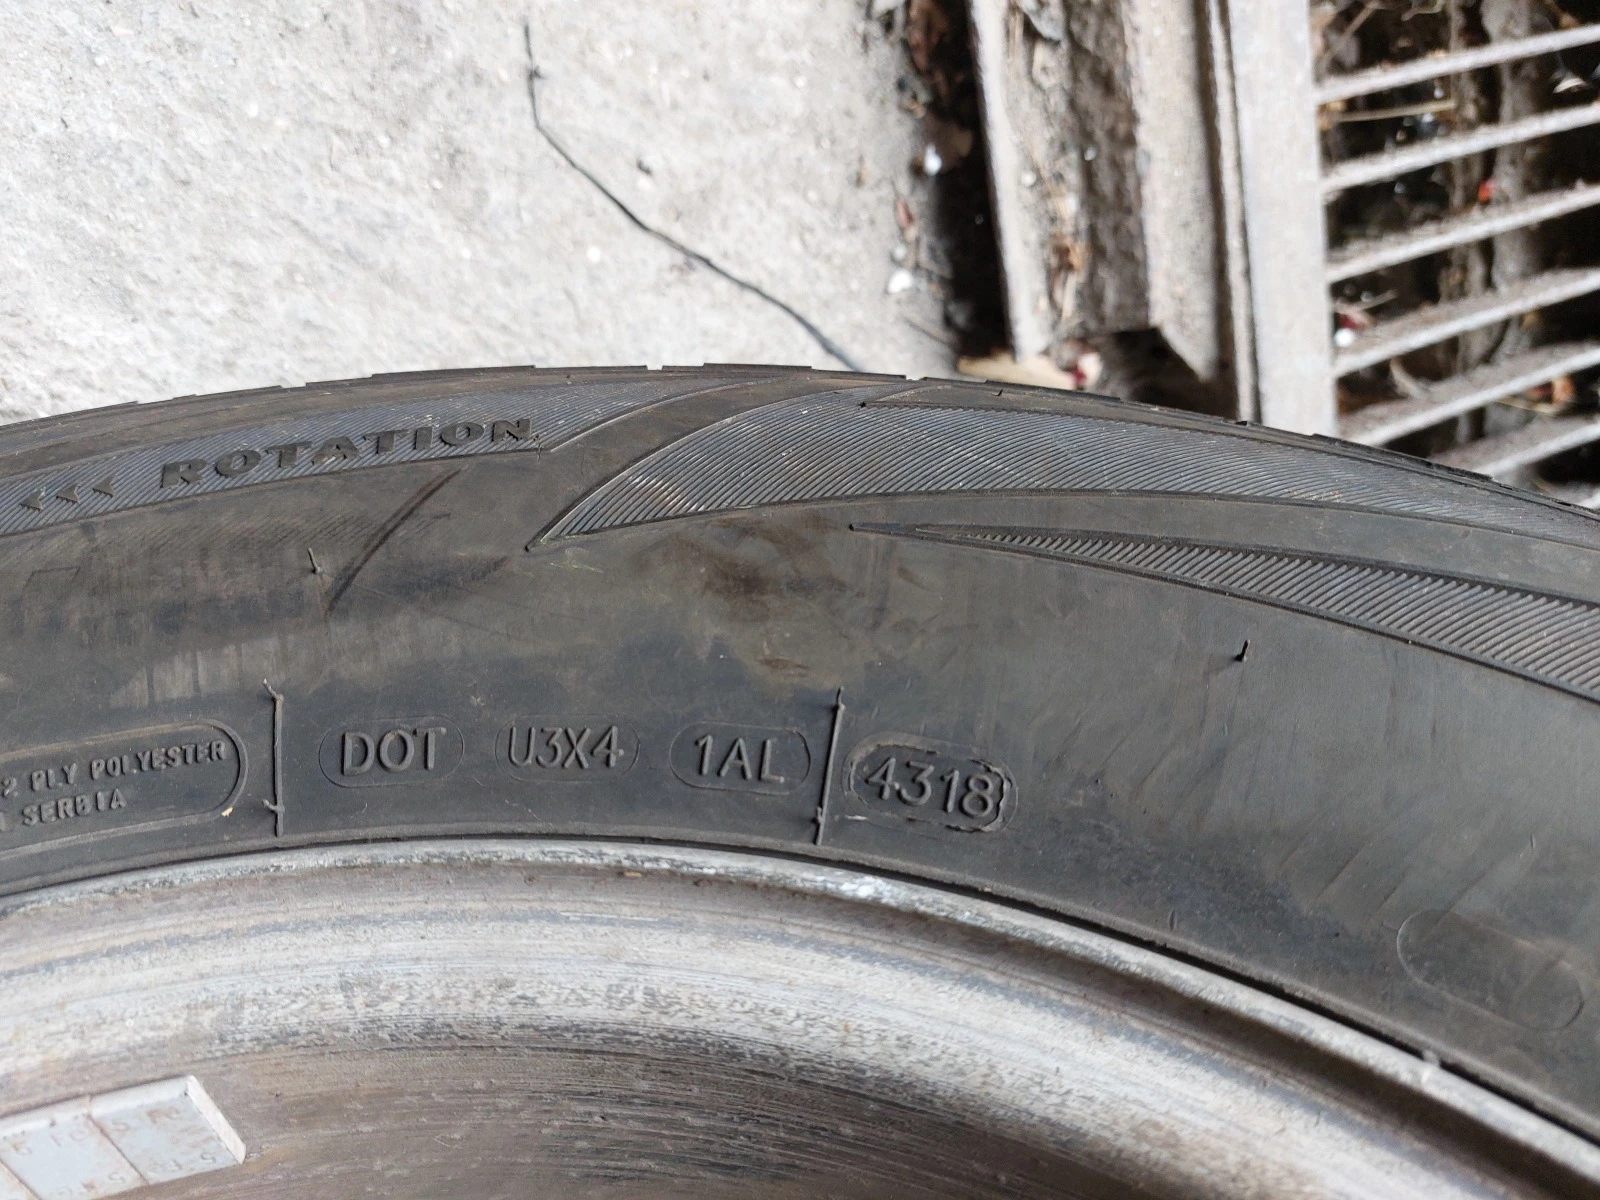 <<< ROTATION
2 PLY POLYESTER
SERBIA
DOT U3X4 1AL 4318